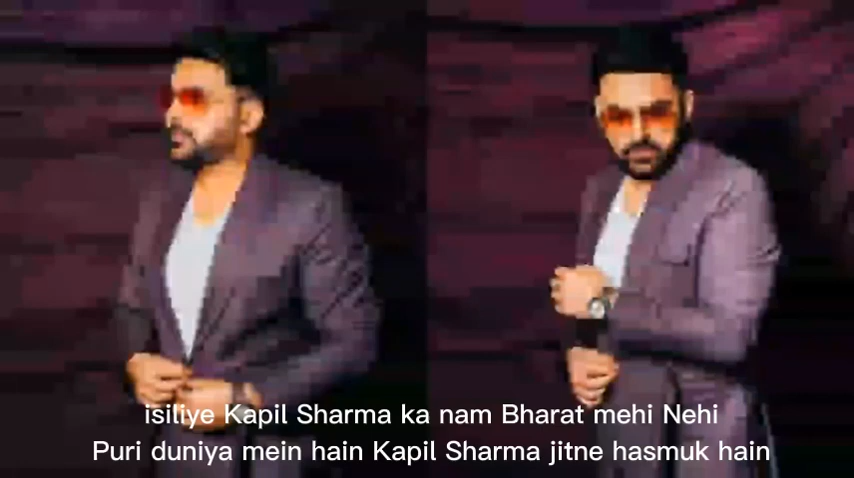 isiliye Kapil Sharma ka nam Bharat mehi Nehi
Puri duniya mein hain Kapil Sharma jitne hasmuk hain